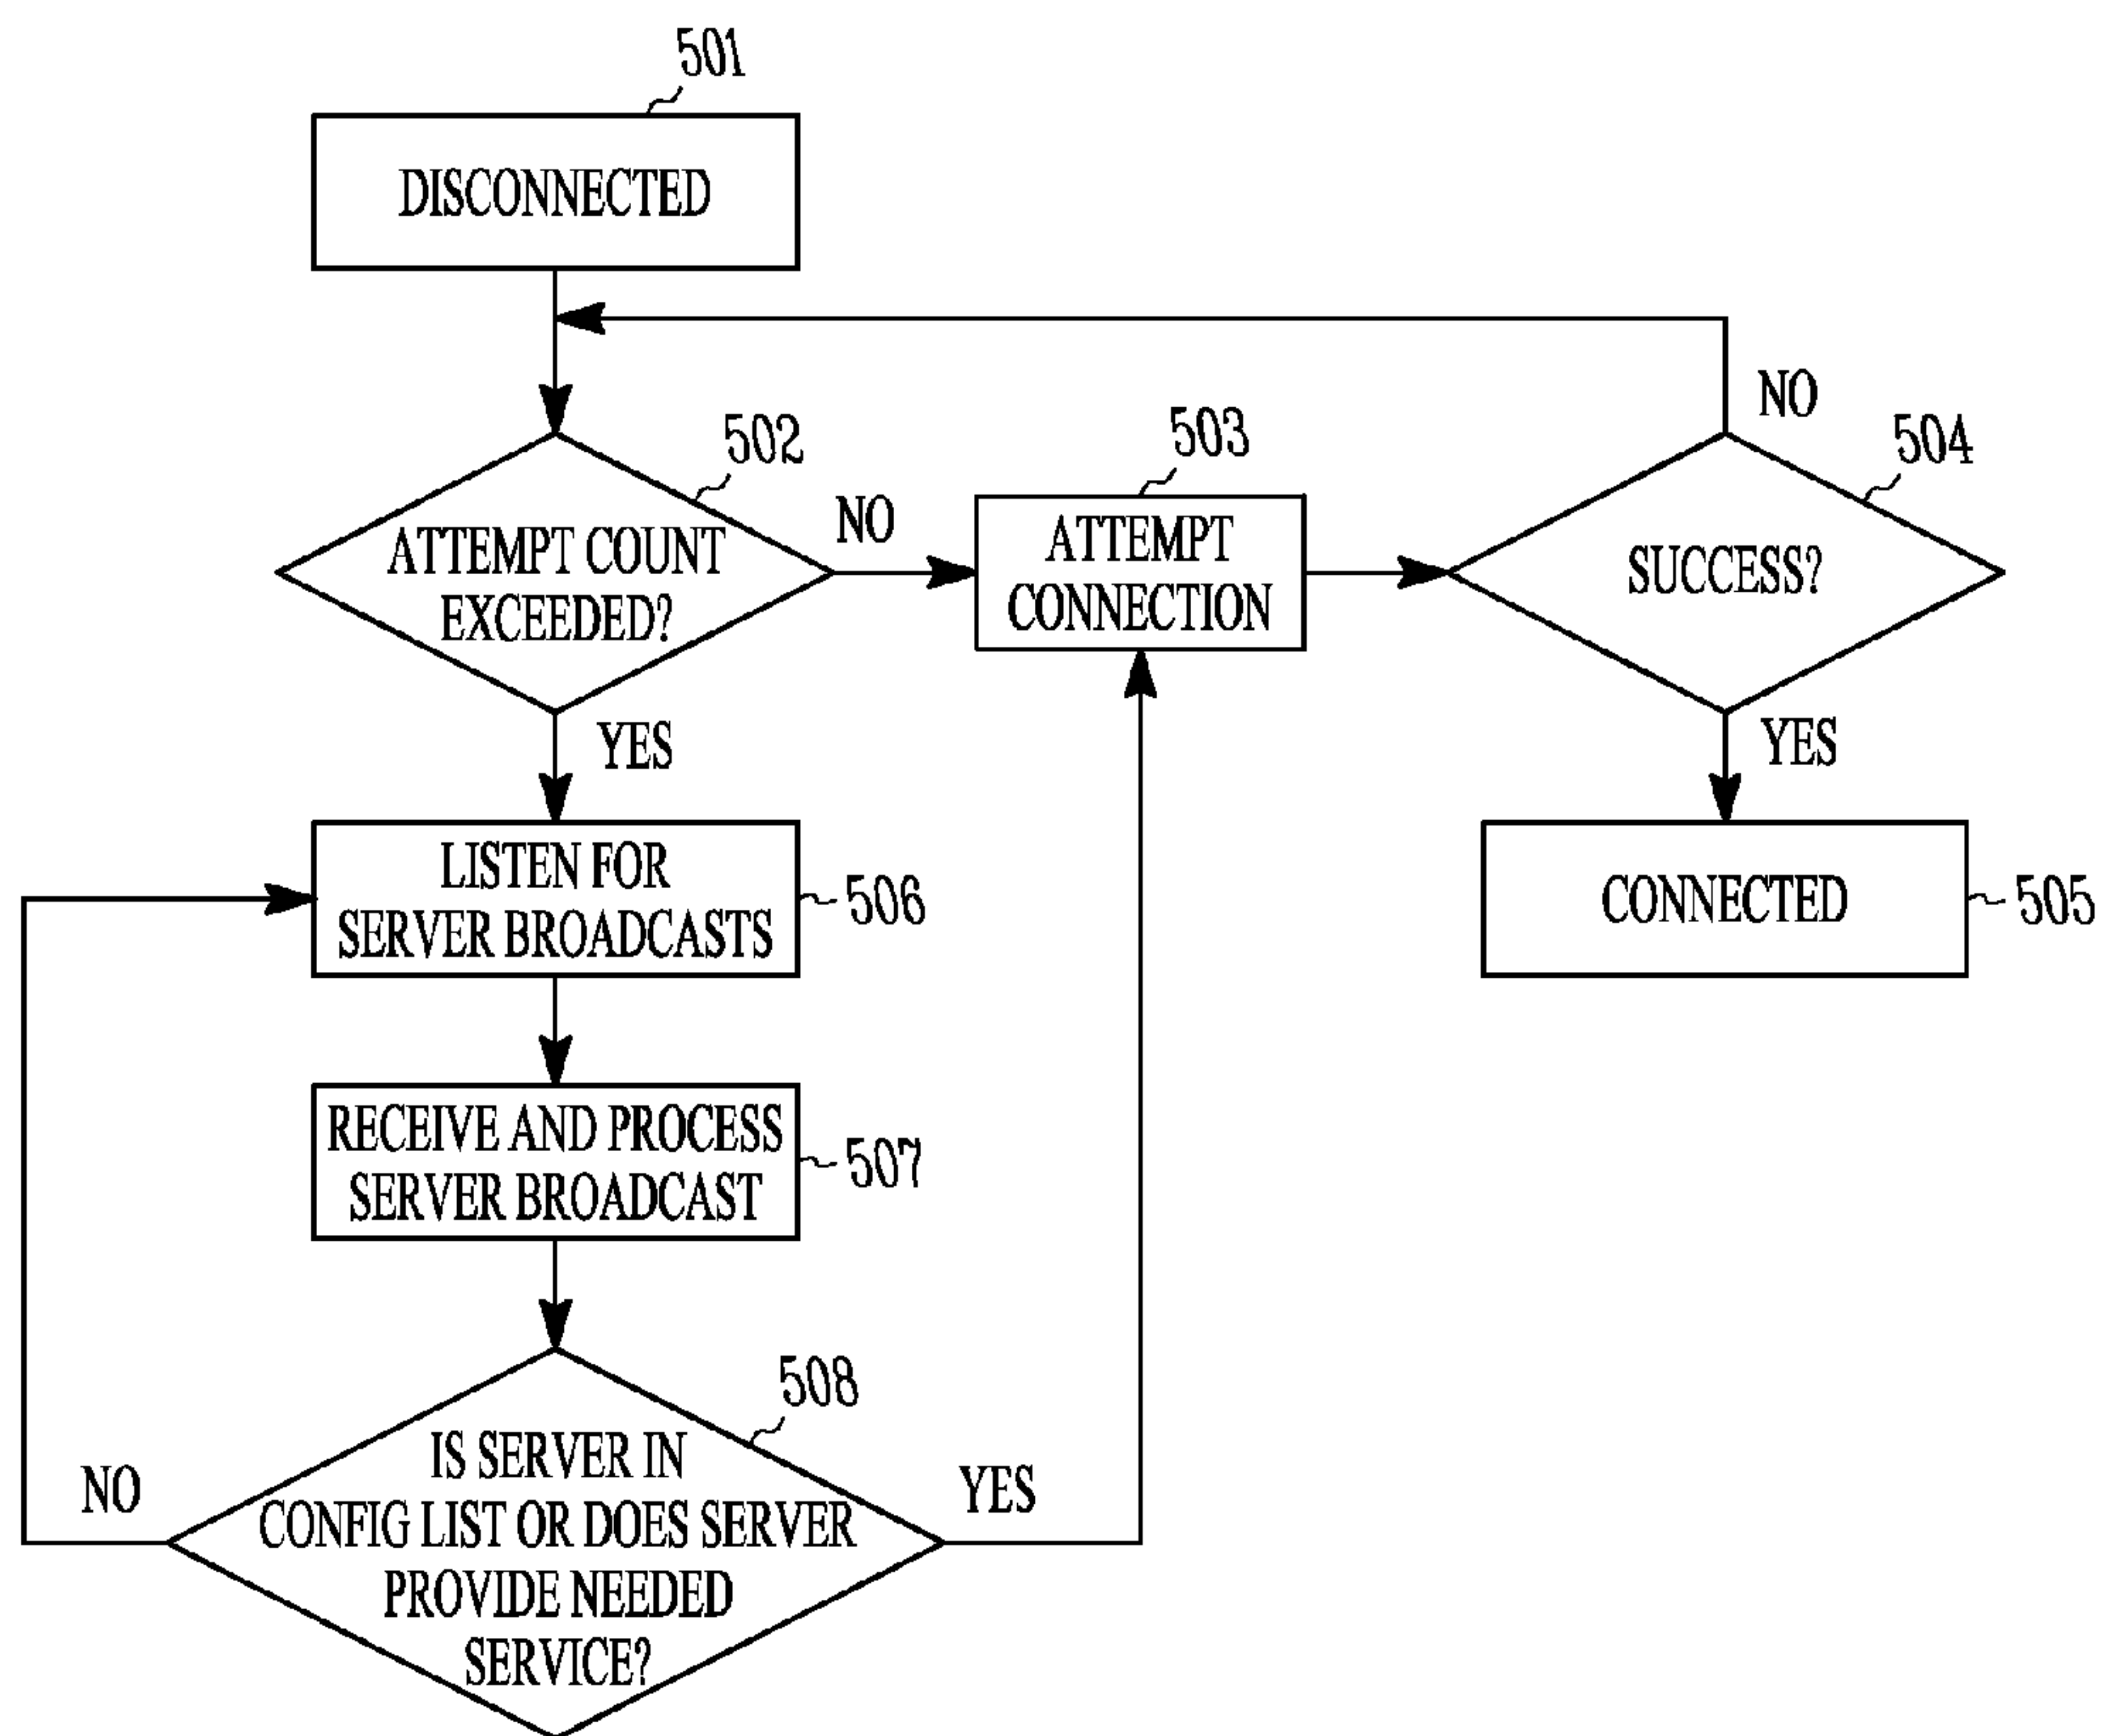 501
DISCONNECTED
NO
502
503
504
NO
ATTEMPT COUNT
EXCEEDED?
ATTEMPT
CONNECTION
SUCCESS?
YES
YES
LISTEN FOR
SERVER BROADCASTS
506
CONNECTED
505
RECEIVE AND PROCESS
SERVER BROADCAST
507
508
IS SERVER IN
CONFIG LIST OR DOES SERVER
PROVIDE NEEDED
SERVICE?
NO
YES